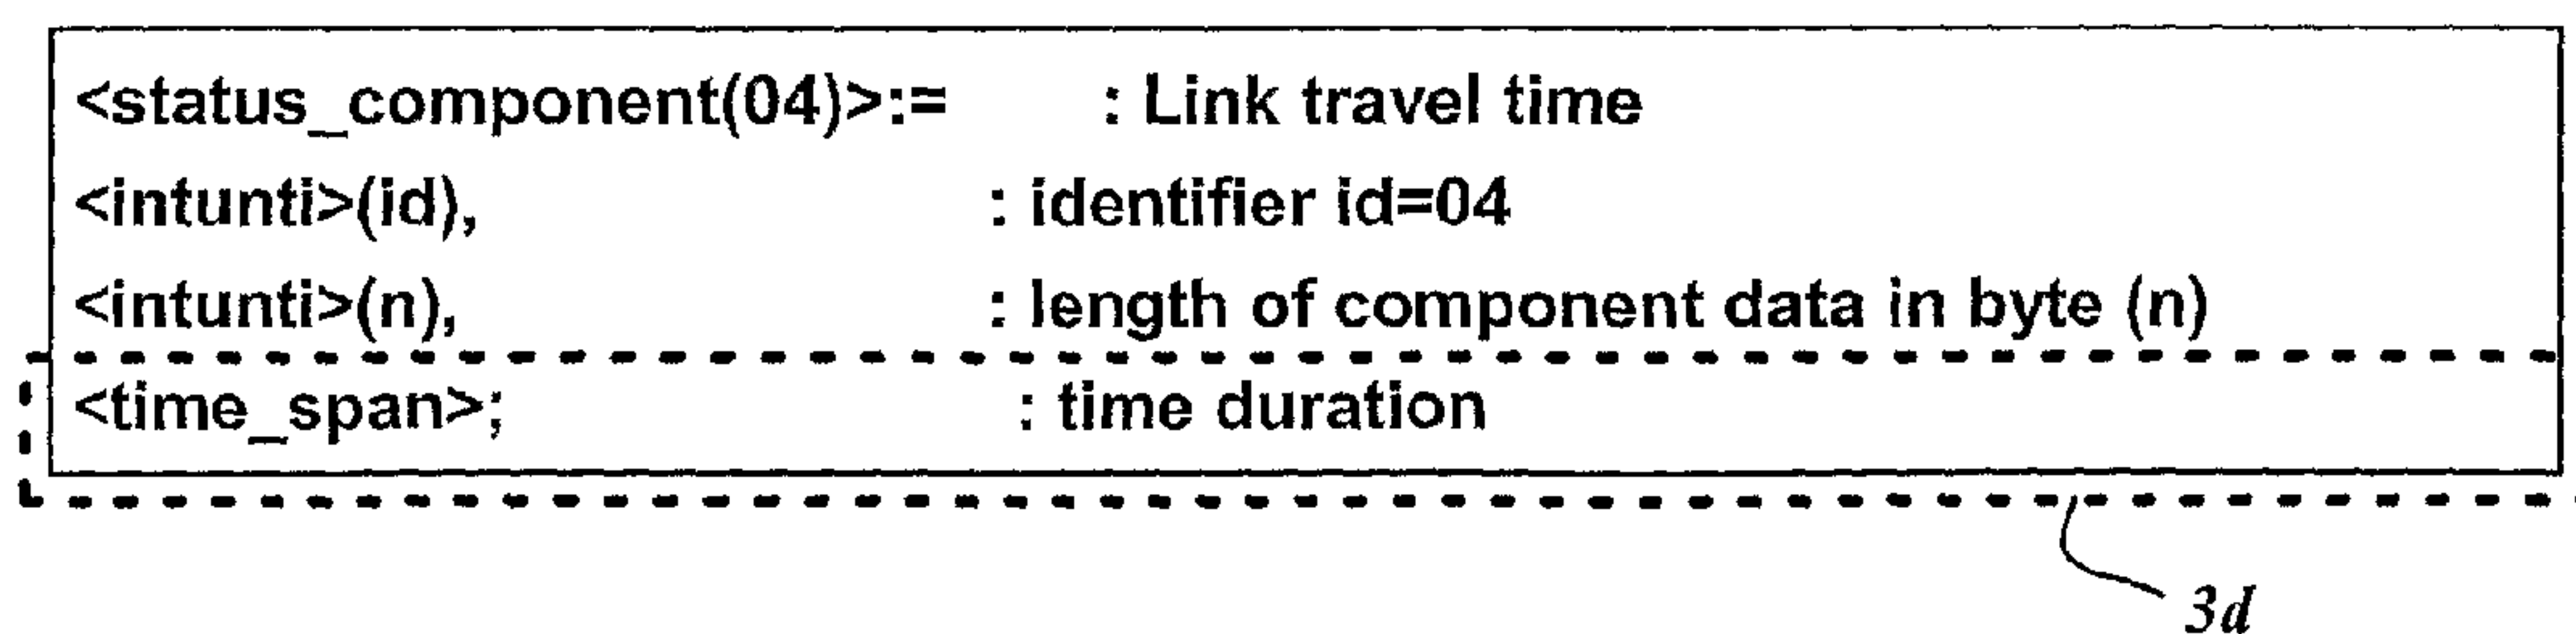 <status_component(04)>:= : Link travel time
<intunti>(id), : identifier id=04
<intunti>(n), : length of component data in byte (n)
<time_span>; : time duration
3d